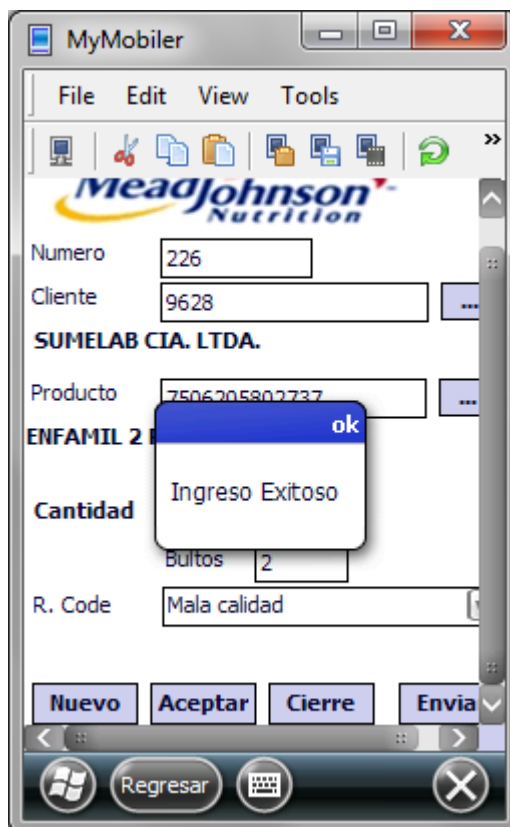 MyMobiler
File Edit View Tools
MeadJohnson
Nutrition
Numero 226
Cliente 9628 ...
SUMELAB CIA. LTDA.
Producto 7506205802737 ...
ENFAMIL 2
ok
Ingreso Exitoso
Cantidad
Bultos 2
R. Code Mala calidad
Nuevo Aceptar Cierre Envia
Regresar